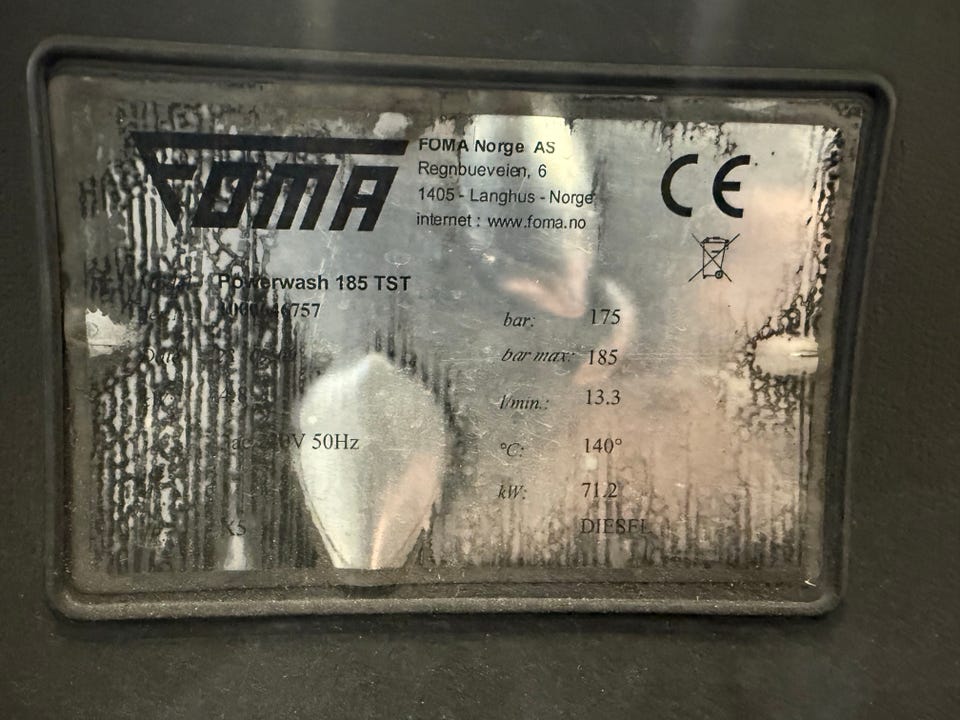 FOMA
FOMA Norge AS
Regnbueveien, 6
1405 - Langhus - Norge
internet : www.foma.no
CE
Powerwash 185 TST
bar: 175
bar max: 185
l/min.: 13.3
50Hz
°C: 140°
kW: 71.2
DIESEL